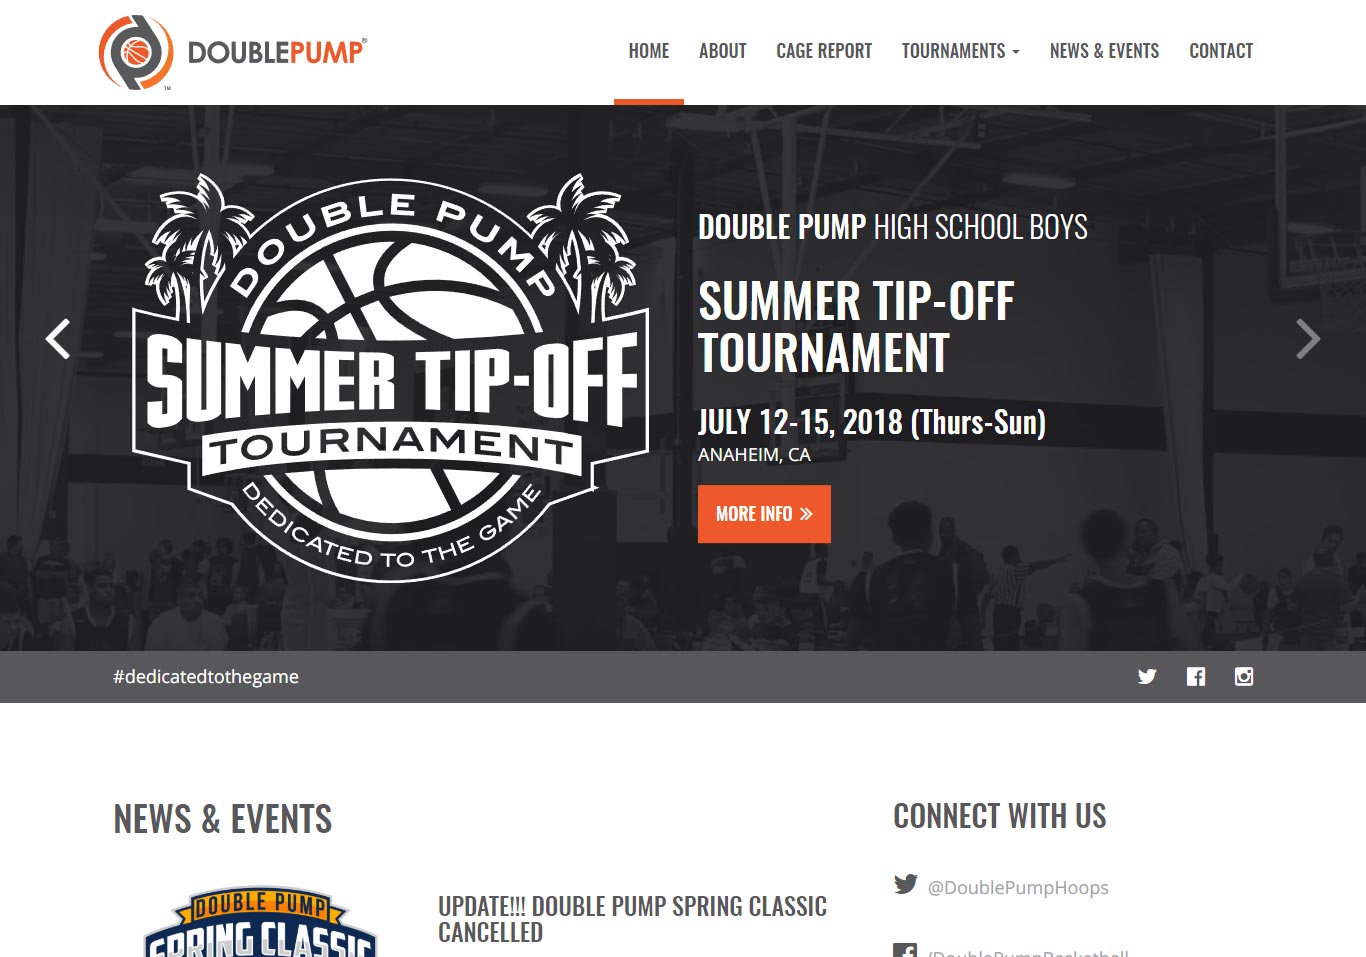 DOUBLEPUMP®
TM
HOME
ABOUT
CAGE REPORT
TOURNAMENTS
NEWS & EVENTS
CONTACT
DOUBLE PUMP
SUMMER TIP-OFF
TOURNAMENT
DEDICATED TO THE GAME
DOUBLE PUMP HIGH SCHOOL BOYS
SUMMER TIP-OFF
TOURNAMENT
JULY 12-15, 2018 (Thurs-Sun)
ANAHEIM, CA
MORE INFO »
#dedicatedtothegame
NEWS & EVENTS
DOUBLE PUMP
SPRING CLASSIC
UPDATE!!! DOUBLE PUMP SPRING CLASSIC
CANCELLED
CONNECT WITH US
@DoublePumpHoops
/DoublePumpBasketball